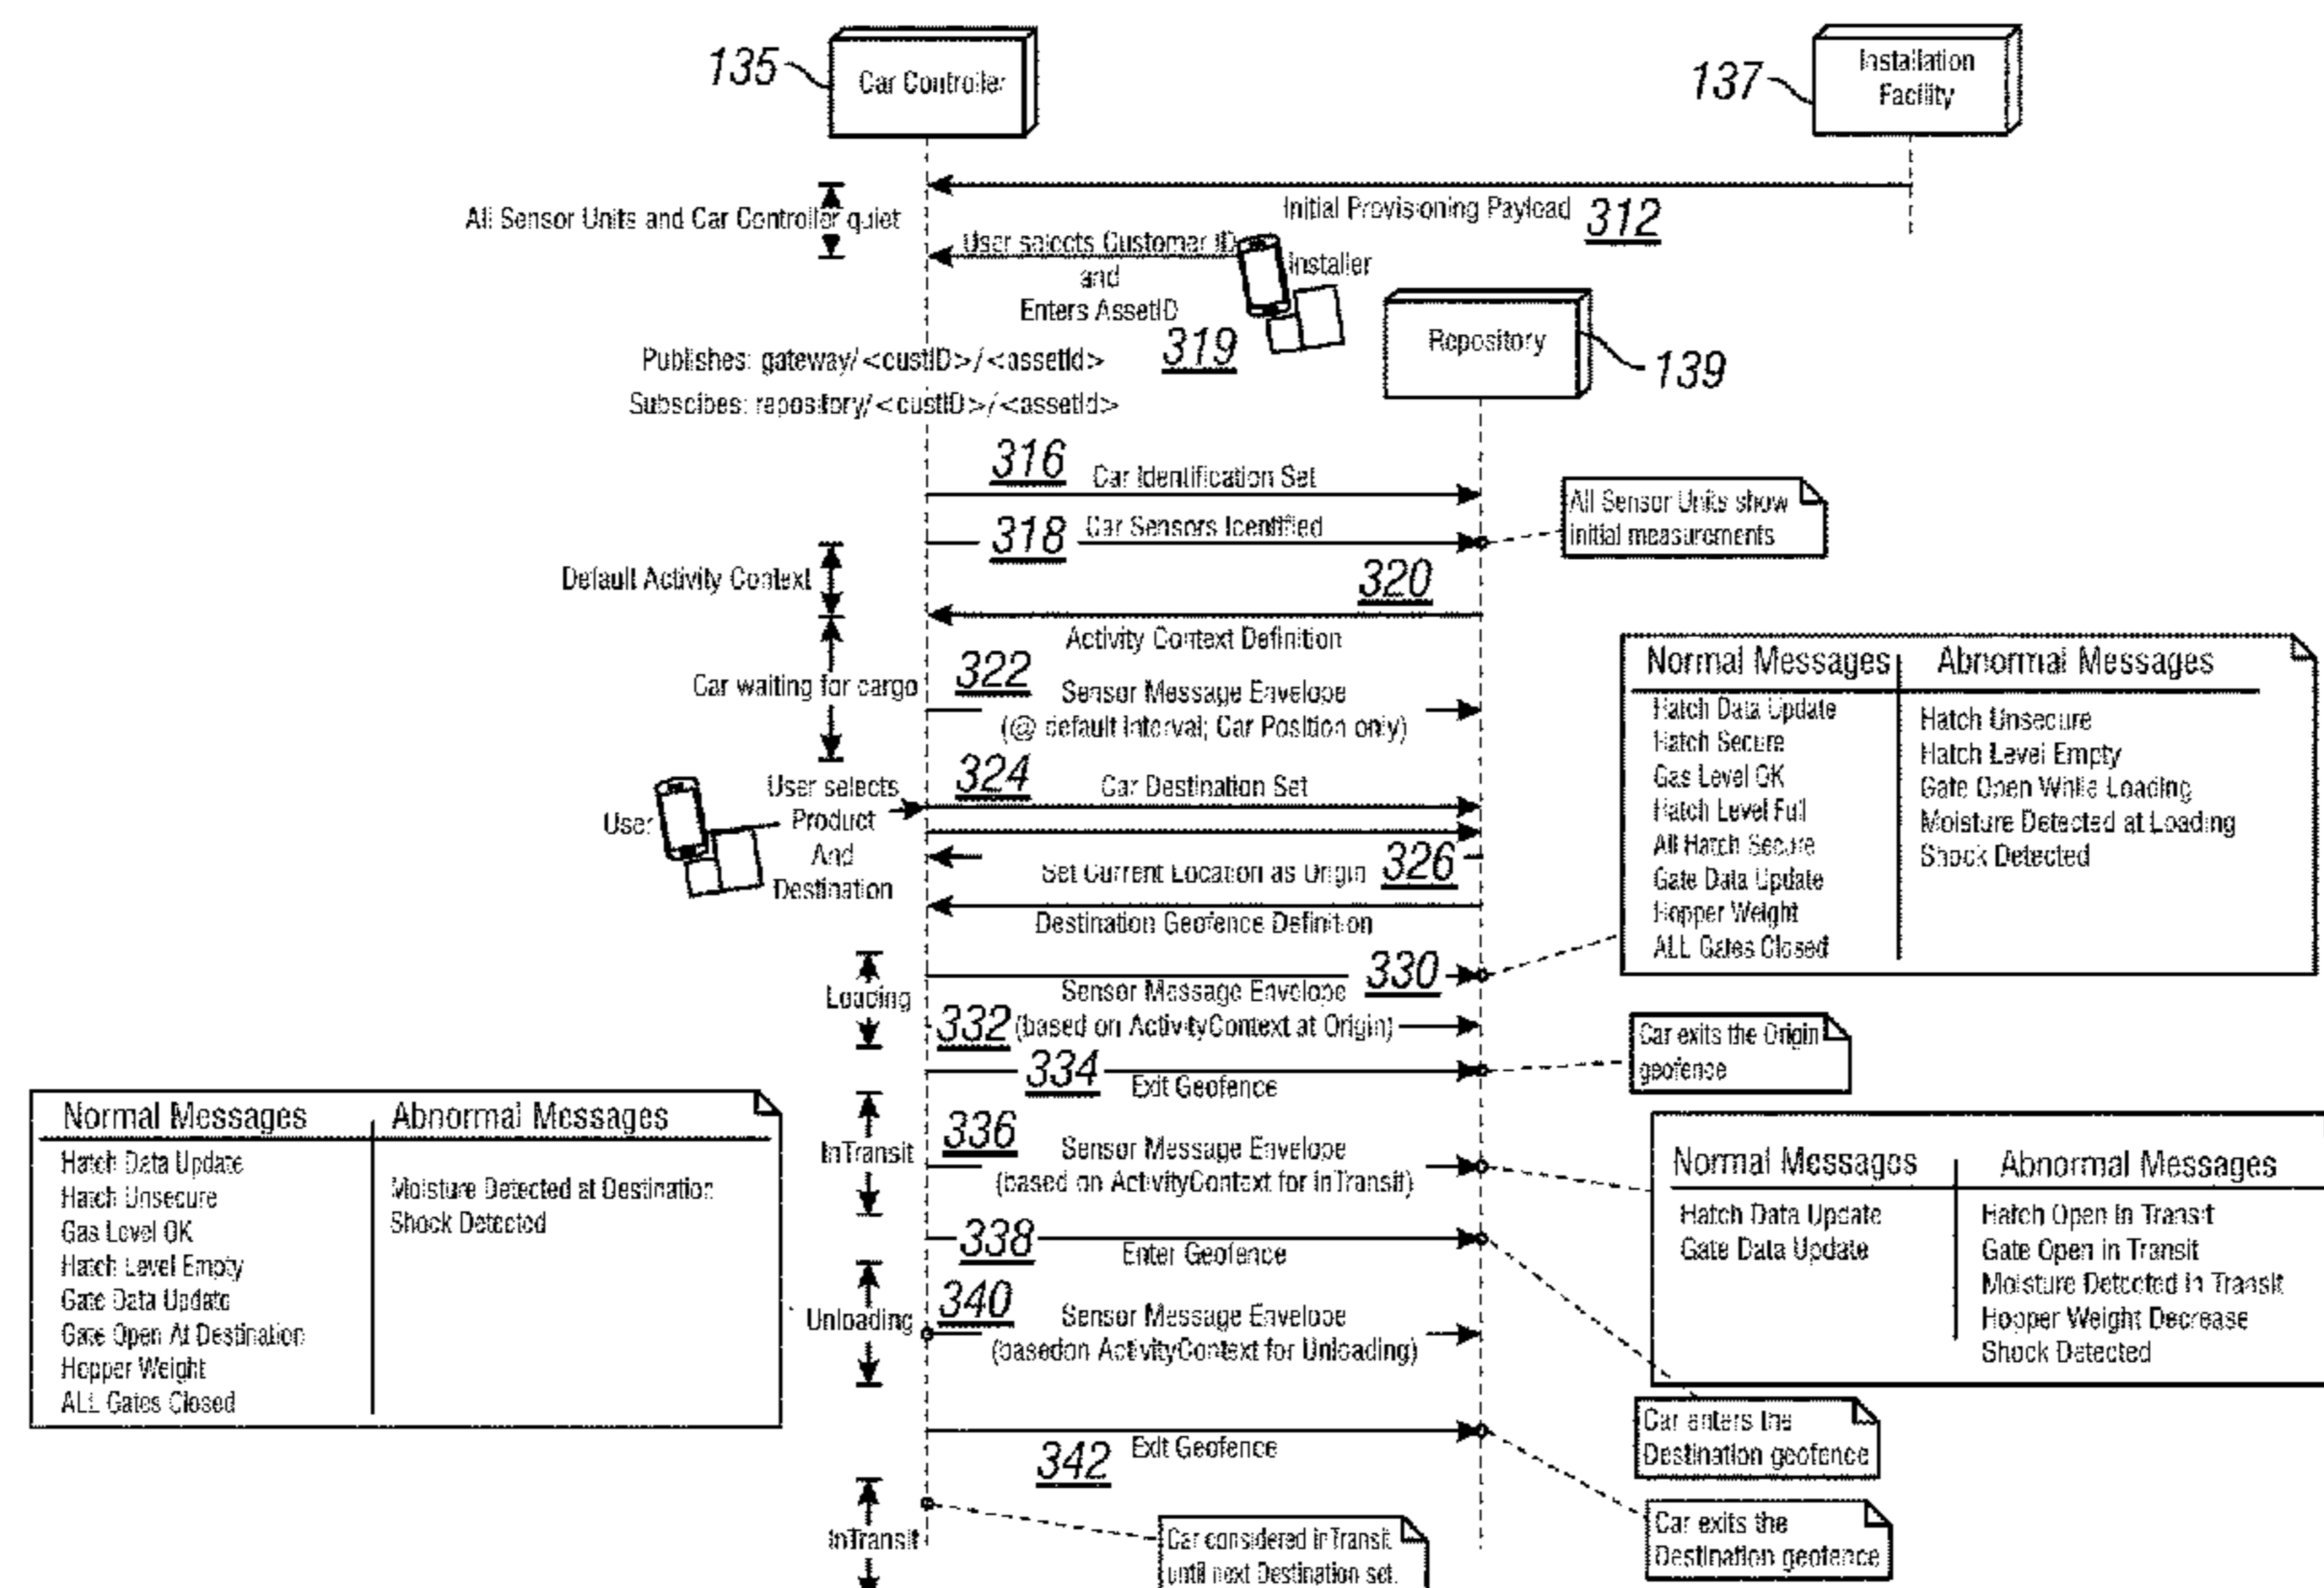 135
Car Controller
137
Installation
Facility
All Sensor Units and Car Controller quiet
Initial Provisioning Payload
312
User selects Customer ID
and
Enters AssetID
Installer
319
Repository
139
Publishes: gateway/<custID>/<assetId>
Subscibes: repository/<custID>/<assetId>
316
Car Identification Set
318
Car Sensors Identified
All Sensor Units show
initial measurements
Default Activity Context
320
Activity Context Definition
Car waiting for cargo
322
Sensor Message Envelope
(@ default Interval; Car Position only)
Normal Messages
Abnormal Messages
Hatch Data Update
Hatch Secure
Gas Level OK
Hatch Level Full
All Hatch Secure
Gate Data Update
Hopper Weight
ALL Gates Closed
Hatch Unsecure
Hatch Level Empty
Gate Open While Loading
Moisture Detected at Loading
Shock Detected
User
User selects
Product
And
Destination
324
Car Destination Set
Set Current Location as Origin
326
Destination Geofence Definition
Loading
330
Sensor Message Envelope
332
(based on ActivityContext at Origin)
334
Exit Geofence
Car exits the Origin
geofence
Normal Messages
Abnormal Messages
Hatch Data Update
Hatch Unsecure
Gas Level OK
Hatch Level Empty
Gate Data Update
Gate Open At Destination
Hopper Weight
ALL Gates Closed
Moisture Detected at Destination
Shock Detected
InTransit
336
Sensor Message Envelope
(based on ActivityContext for InTransit)
Normal Messages
Abnormal Messages
Hatch Data Update
Gate Data Update
Hatch Open In Transit
Gate Open in Transit
Moisture Detected In Transit
Hopper Weight Decrease
Shock Detected
338
Enter Geofence
Unloading
340
Sensor Message Envelope
(basedon ActivityContext for Unloading)
Car enters the
Destination geofence
Exit Geofence
342
Car exits the
Destination geofence
InTransit
Car considered inTransit
until next Destination set.